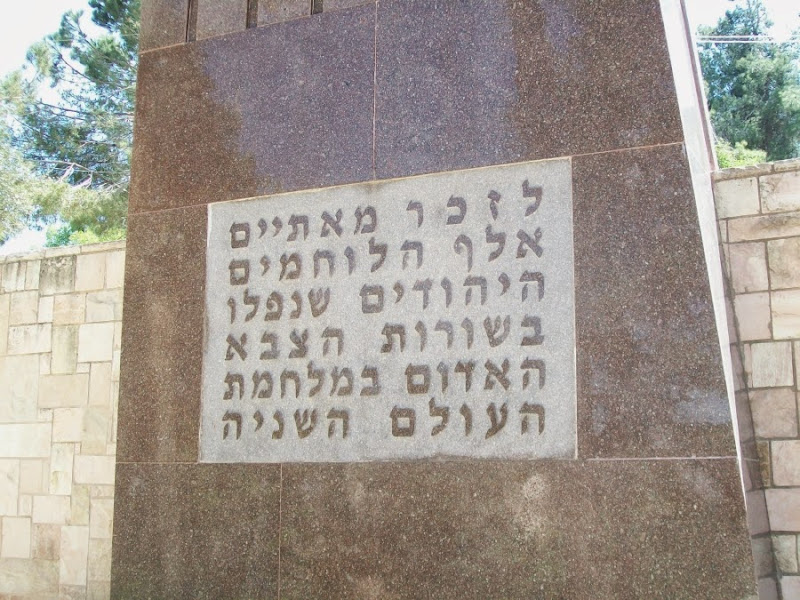 לזכר מאתיים
אלף הלוחמים
היהודים שנפלו
בשורות הצבא
האדום במלחמת
העולם השניה